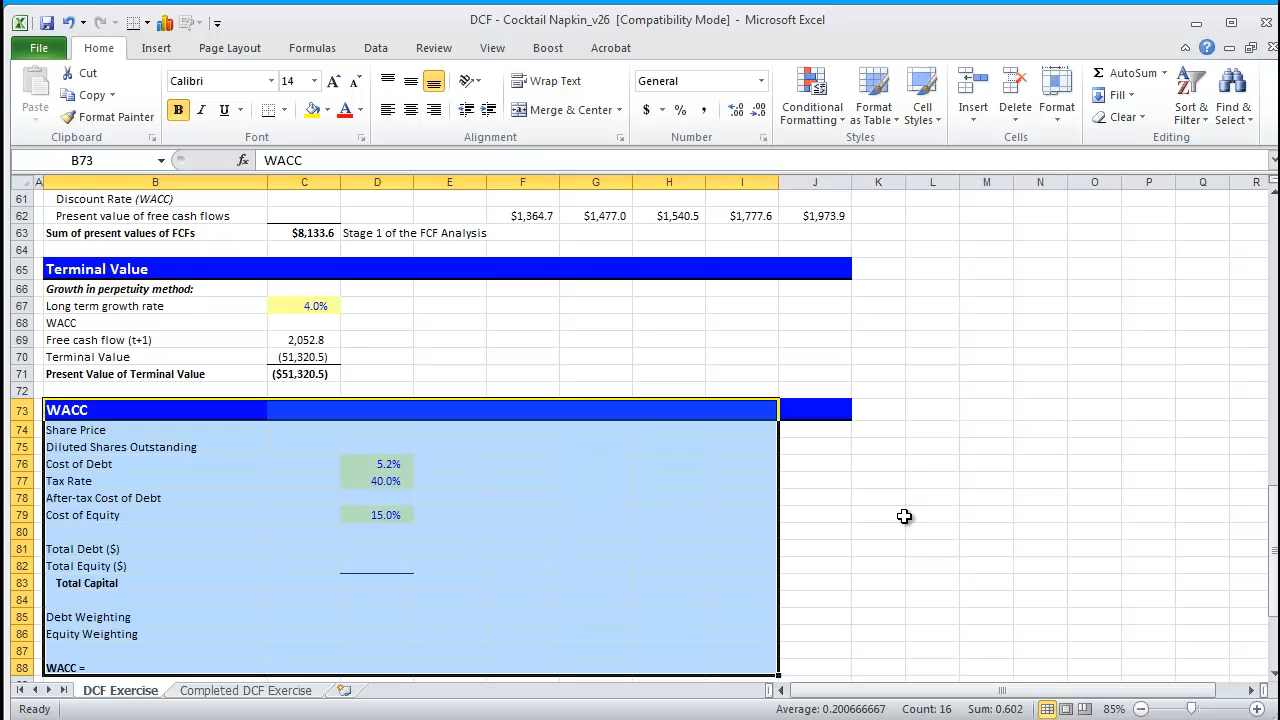 DCF - Cocktail Napkin_v26 [Compatibility Mode] - Microsoft Excel
File Home Insert Page Layout Formulas Data Review View Boost Acrobat
Paste
Cut
Copy
Format Painter
Clipboard
Calibri 14
B I U A A A
Font
Wrap Text
Merge & Center
Alignment
General
$ % ,
Number
Conditional Formatting
Format as Table
Cell Styles
Styles
Insert Delete Format
Cells
AutoSum
Fill
Clear
Sort & Filter
Find & Select
Editing
B73 fx WACC
A B C D E F G H I J K L M N O P Q R
61 Discount Rate (WACC)
62 Present value of free cash flows $1,364.7 $1,477.0 $1,540.5 $1,777.6 $1,973.9
63 Sum of present values of FCFs $8,133.6 Stage 1 of the FCF Analysis
64
65 Terminal Value
66 Growth in perpetuity method:
67 Long term growth rate 4.0%
68 WACC
69 Free cash flow (t+1) 2,052.8
70 Terminal Value (51,320.5)
71 Present Value of Terminal Value ($51,320.5)
72
73 WACC
74 Share Price
75 Diluted Shares Outstanding
76 Cost of Debt 5.2%
77 Tax Rate 40.0%
78 After-tax Cost of Debt
79 Cost of Equity 15.0%
80
81 Total Debt ($)
82 Total Equity ($)
83 Total Capital
84
85 Debt Weighting
86 Equity Weighting
87
88 WACC =
DCF Exercise Completed DCF Exercise
Ready Average: 0.200666667 Count: 16 Sum: 0.602 85%